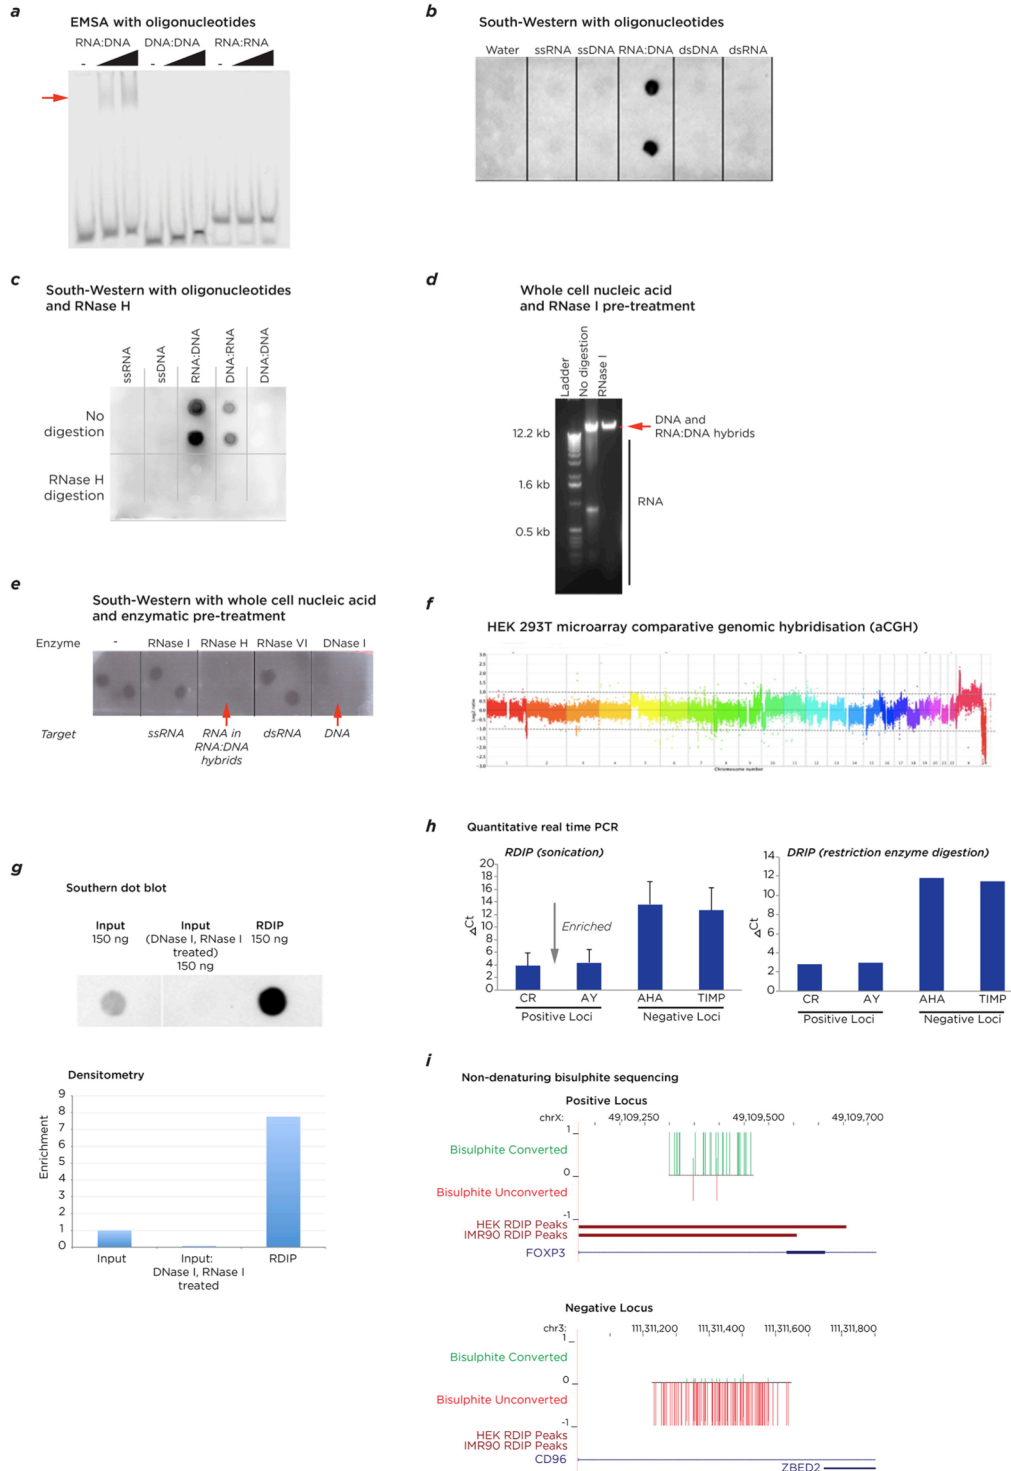 a
EMSA with oligonucleotides
RNA:DNA DNA:DNA RNA:RNA
- - -
b
South-Western with oligonucleotides
Water ssRNA ssDNA RNA:DNA dsDNA dsRNA
c
South-Western with oligonucleotides
and RNase H
ssRNA ssDNA RNA:DNA DNA:RNA DNA:DNA
No
digestion
RNase H
digestion
d
Whole cell nucleic acid
and RNase I pre-treatment
Ladder No digestion RNase I
12.2 kb
1.6 kb
0.5 kb
DNA and
RNA:DNA hybrids
RNA
e
South-Western with whole cell nucleic acid
and enzymatic pre-treatment
Enzyme - RNase I RNase H RNase VI DNase I
Target ssRNA RNA in dsRNA DNA
RNA:DNA
hybrids
f
HEK 293T microarray comparative genomic hybridisation (aCGH)
Log2 ratio
Chromosome number
g
Southern dot blot
Input Input RDIP
150 ng (DNase I, RNase I 150 ng
treated)
150 ng
Densitometry
Enrichment
9
8
7
6
5
4
3
2
1
0
Input Input: RDIP
DNase I, RNase I
treated
h
Quantitative real time PCR
RDIP (sonication)
ΔCt
20
18
16
14
12
10
8
6
4
2
0
Enriched
CR AY AHA TIMP
Positive Loci Negative Loci
DRIP (restriction enzyme digestion)
ΔCt
14
12
10
8
6
4
2
0
CR AY AHA TIMP
Positive Loci Negative Loci
i
Non-denaturing bisulphite sequencing
Positive Locus
chrX: 49,109,250 49,109,500 49,109,700
1
Bisulphite Converted
0
Bisulphite Unconverted
-1
HEK RDIP Peaks
IMR90 RDIP Peaks
FOXP3
Negative Locus
chr3: 111,311,200 111,311,400 111,311,600 111,311,800
1
Bisulphite Converted
0
Bisulphite Unconverted
-1
HEK RDIP Peaks
IMR90 RDIP Peaks
CD96
ZBED2